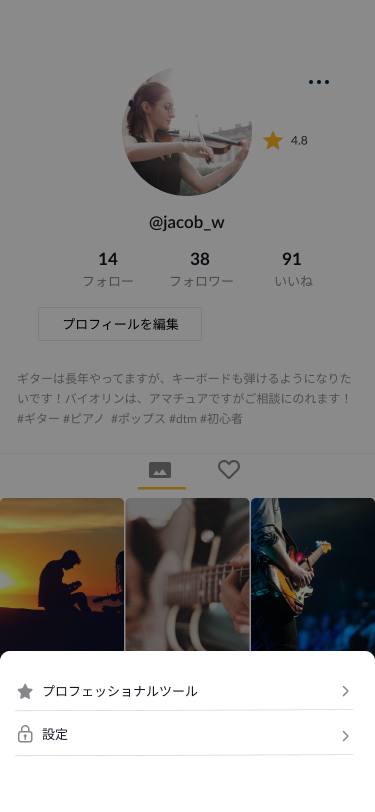 4.8
@jacob_w
14 38 91
フォロー フォロワー いいね
プロフィールを編集
ギターは長年やってますが、キーボードも弾けるようになりた
いです！バイオリンは、アマチュアですがご相談にのれます！
#ギター #ピアノ #ポップス #dtm #初心者
プロフェッショナルツール
設定